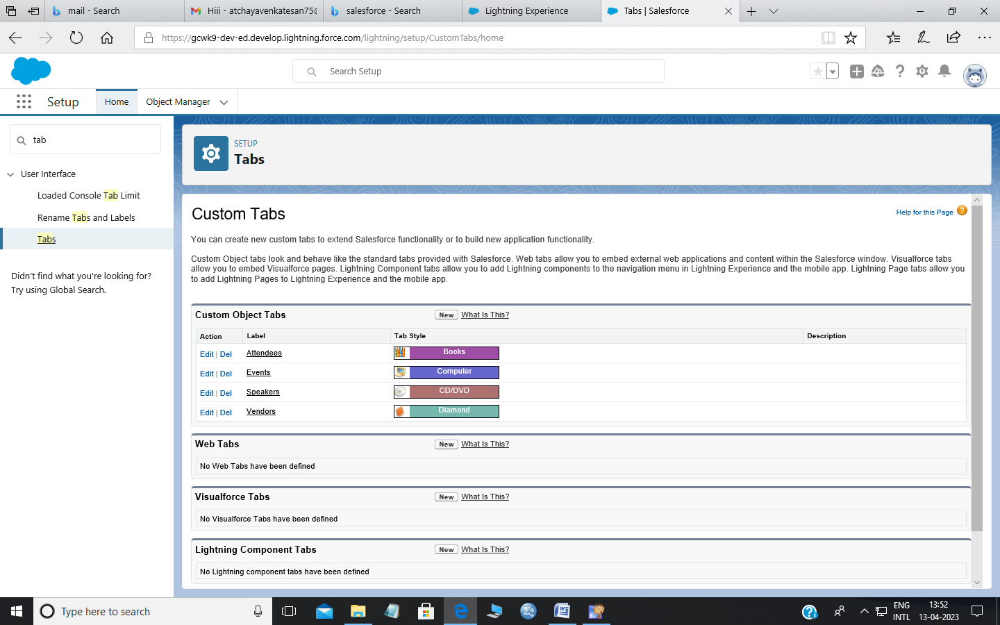 mail - Search
Hiii - atchayavenkatesan75@
salesforce - Search
Lightning Experience
Tabs | Salesforce
https://gcwk9-dev-ed.develop.lightning.force.com/lightning/setup/CustomTabs/home
Search Setup
Setup
Home
Object Manager
tab
User Interface
Loaded Console Tab Limit
Rename Tabs and Labels
Tabs
Didn't find what you're looking for?
Try using Global Search.
SETUP
Tabs
Custom Tabs
Help for this Page
You can create new custom tabs to extend Salesforce functionality or to build new application functionality.
Custom Object tabs look and behave like the standard tabs provided with Salesforce. Web tabs allow you to embed external web applications and content within the Salesforce window. Visualforce tabs
allow you to embed Visualforce pages. Lightning Component tabs allow you to add Lightning components to the navigation menu in Lightning Experience and the mobile app. Lightning Page tabs allow you
to add Lightning Pages to Lightning Experience and the mobile app.
Custom Object Tabs New What Is This?
Action Label Tab Style Description
Edit | Del Attendees Books
Edit | Del Events Computer
Edit | Del Speakers CD/DVD
Edit | Del Vendors Diamond
Web Tabs New What Is This?
No Web Tabs have been defined
Visualforce Tabs New What Is This?
No Visualforce Tabs have been defined
Lightning Component Tabs New What Is This?
No Lightning component tabs have been defined
Type here to search
ENG
INTL
13:52
13-04-2023